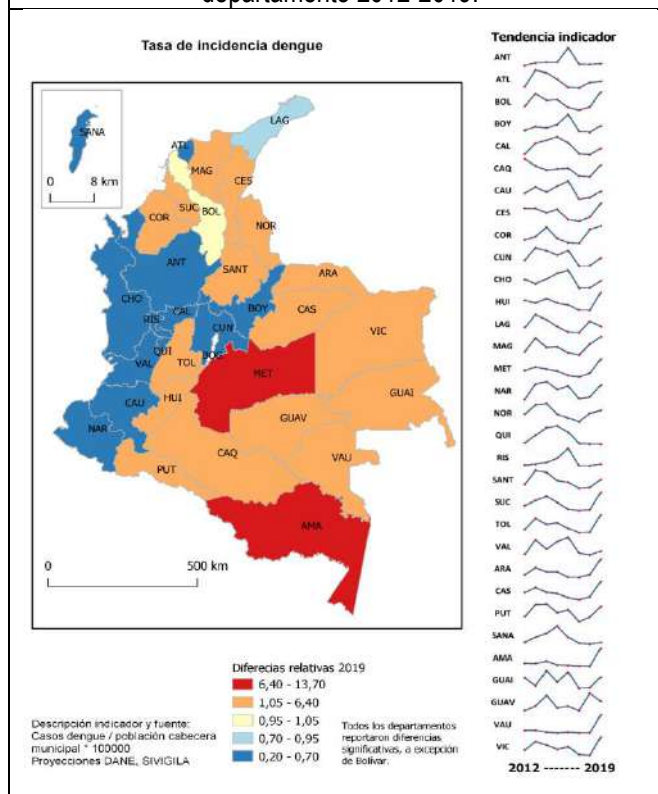 departamento 2012-2019.
Tasa de incidencia dengue
Tendencia indicador
SANA
0 8 km
LAG
ATL
MAG
CES
COR
SUC
BOL
NOR
ANT
SANT
ARA
CHO
CAL
BOY
CAS
RIS
CUN
VIC
QUI
BOG
VAL
TOL
MET
CAU
HUI
GUAI
GUAV
NAR
CAQ
VAU
PUT
AMA
0 500 km
ANT
ATL
BOL
BOY
CAL
CAQ
CAU
CES
COR
CUN
CHO
HUI
LAG
MAG
MET
NAR
NOR
QUI
RIS
SANT
SUC
TOL
VAL
ARA
CAS
PUT
SANA
AMA
GUAI
GUAV
VAU
VIC
2012 ------- 2019
Diferecias relativas 2019
6,40 - 13,70
1,05 - 6,40
0,95 - 1,05
0,70 - 0,95
0,20 - 0,70
Descripción indicador y fuente:
Casos dengue / población cabecera
municipal * 100000
Proyecciones DANE, SIVIGILA
Todos los departamentos
reportaron diferencias
significativas, a excepción
de Bolívar.